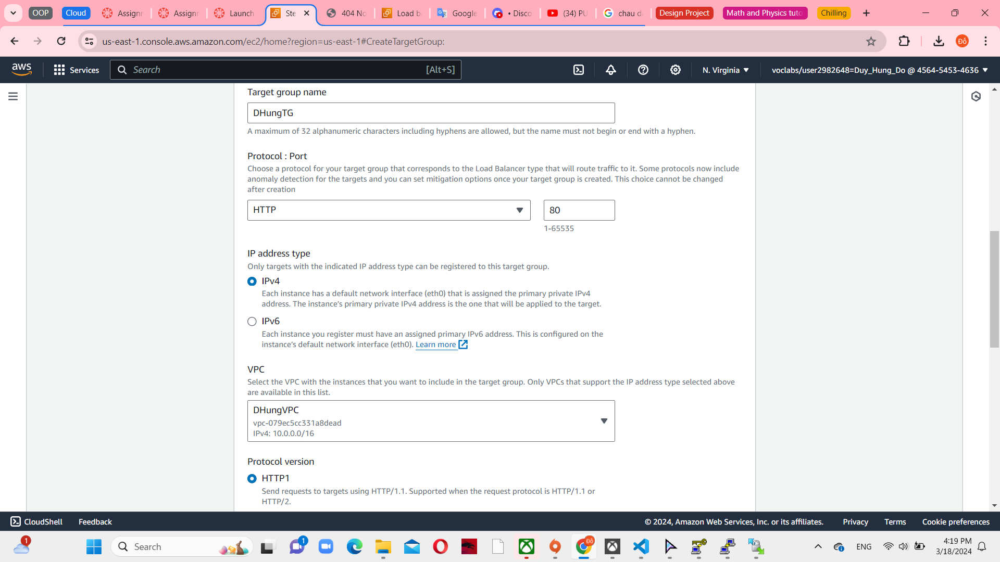 OOP
Cloud
Assignn
Assignn
Launch
Ste
404 No
Load b
Google
• Disco
(34) PU
chau d
Design Project
Math and Physics tuto
Chilling
us-east-1.console.aws.amazon.com/ec2/home?region=us-east-1#CreateTargetGroup:
Đỗ
aws
Services
Search
[Alt+S]
N. Virginia
voclabs/user2982648=Duy_Hung_Do @ 4564-5453-4636
Target group name
DHungTG
A maximum of 32 alphanumeric characters including hyphens are allowed, but the name must not begin or end with a hyphen.
Protocol : Port
Choose a protocol for your target group that corresponds to the Load Balancer type that will route traffic to it. Some protocols now include
anomaly detection for the targets and you can set mitigation options once your target group is created. This choice cannot be changed
after creation
HTTP
80
1-65535
IP address type
Only targets with the indicated IP address type can be registered to this target group.
IPv4
Each instance has a default network interface (eth0) that is assigned the primary private IPv4
address. The instance's primary private IPv4 address is the one that will be applied to the target.
IPv6
Each instance you register must have an assigned primary IPv6 address. This is configured on the
instance's default network interface (eth0). Learn more
VPC
Select the VPC with the instances that you want to include in the target group. Only VPCs that support the IP address type selected above
are available in this list.
DHungVPC
vpc-079ec5cc331a8dead
IPv4: 10.0.0.0/16
Protocol version
HTTP1
Send requests to targets using HTTP/1.1. Supported when the request protocol is HTTP/1.1 or
HTTP/2.
CloudShell
Feedback
© 2024, Amazon Web Services, Inc. or its affiliates.
Privacy
Terms
Cookie preferences
1
Search
1
Đỗ
ENG
4:19 PM
3/18/2024